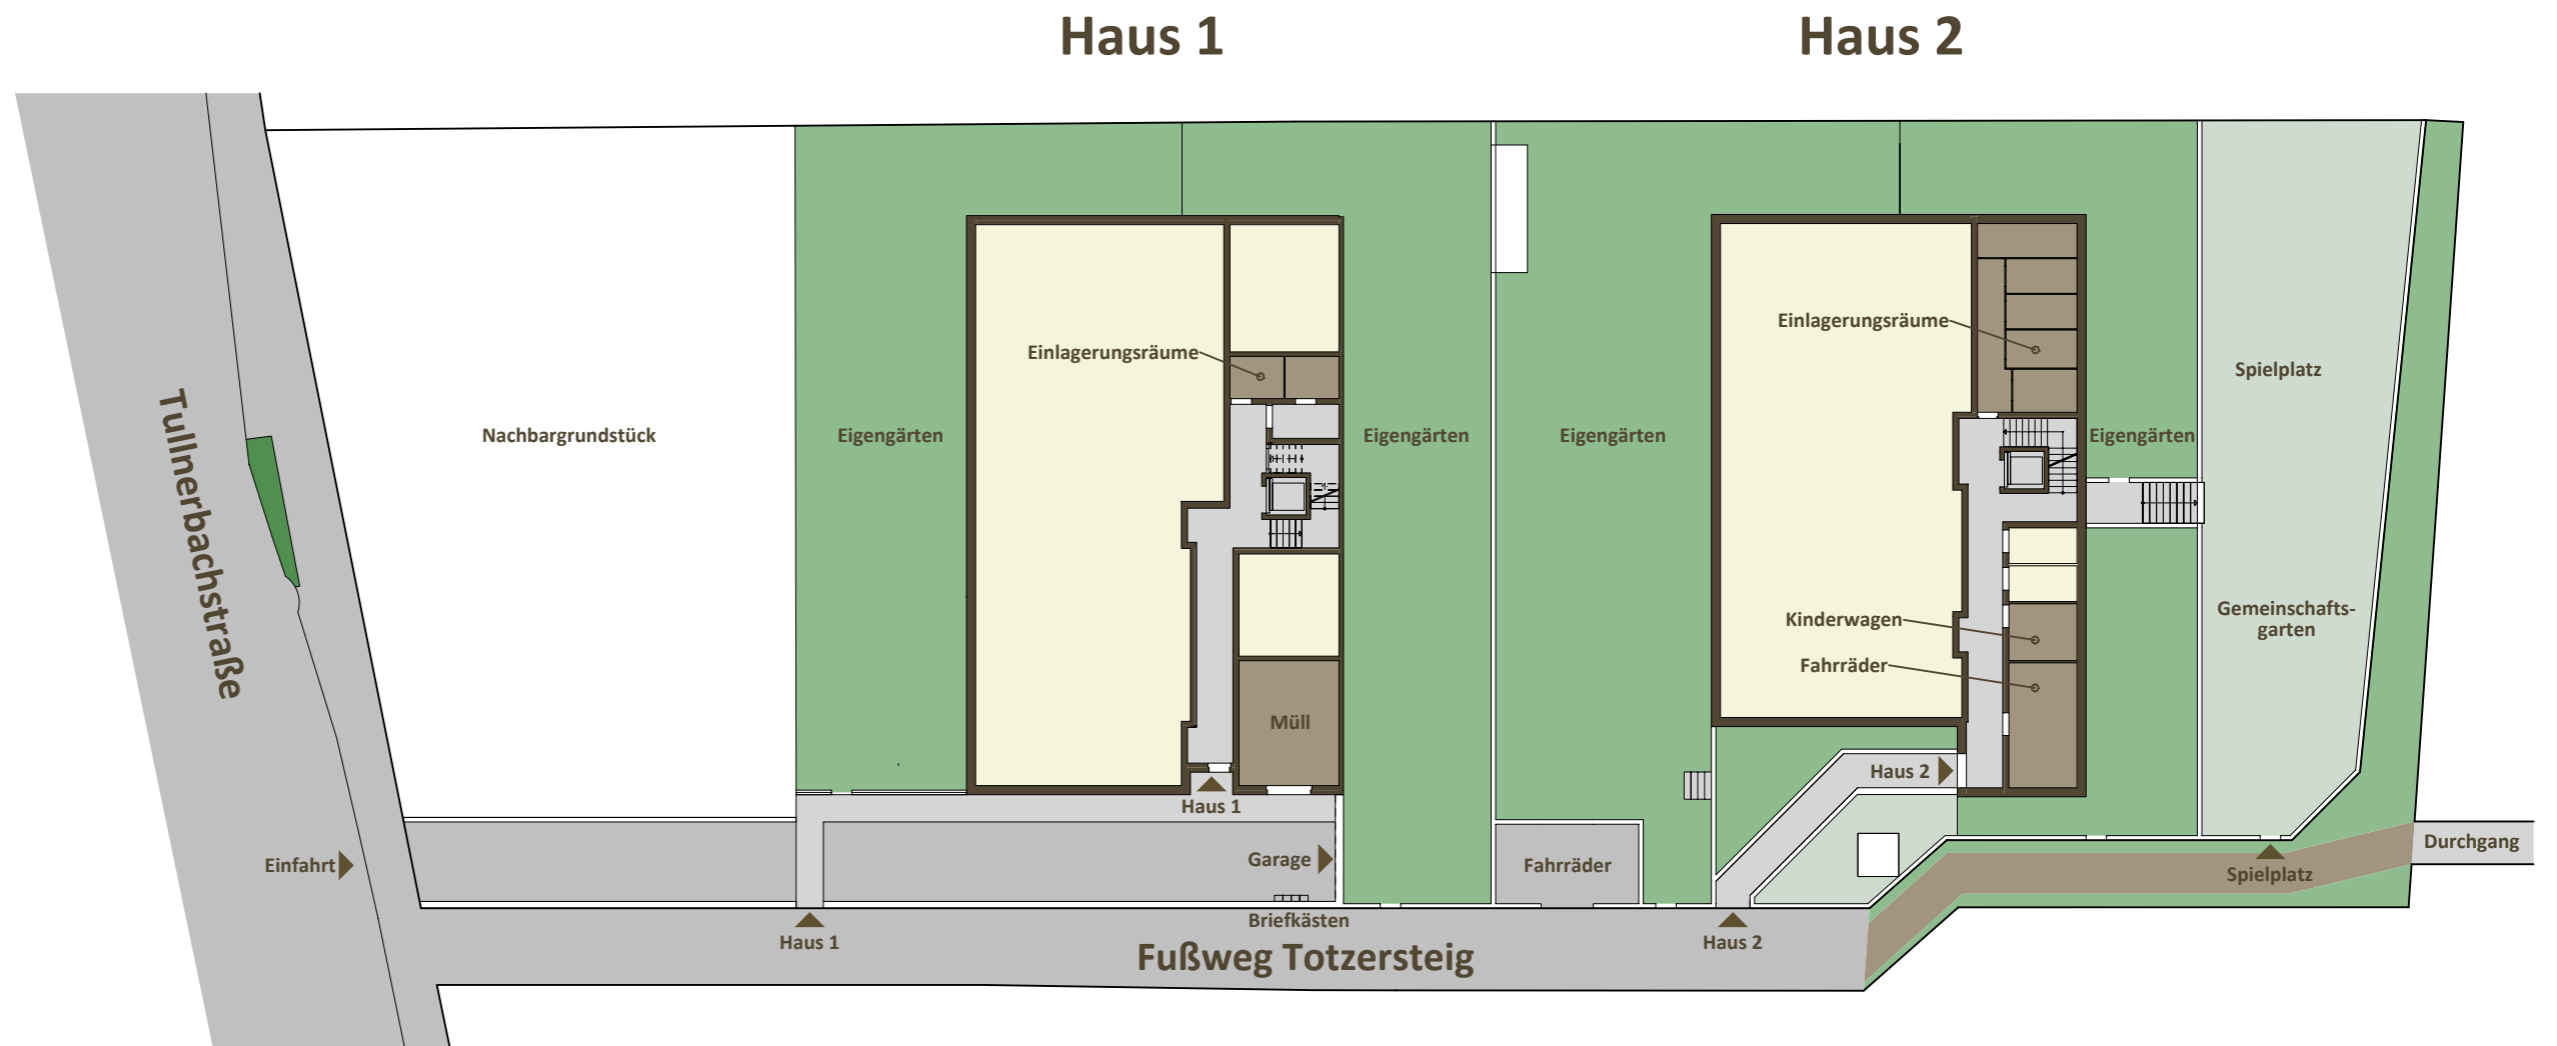 Haus 1
Haus 2
Einlagerungsräume
Einlagerungsräume
Spielplatz
Tullnerbachstraße
Nachbargrundstück
Eigengärten
Eigengärten
Eigengärten
Eigengärten
Kinderwagen
Gemeinschafts-
garten
Fahrräder
Müll
Haus 2
Haus 1
Durchgang
Einfahrt
Garage
Fahrräder
Spielplatz
Briefkästen
Haus 1
Haus 2
Fußweg Totzersteig